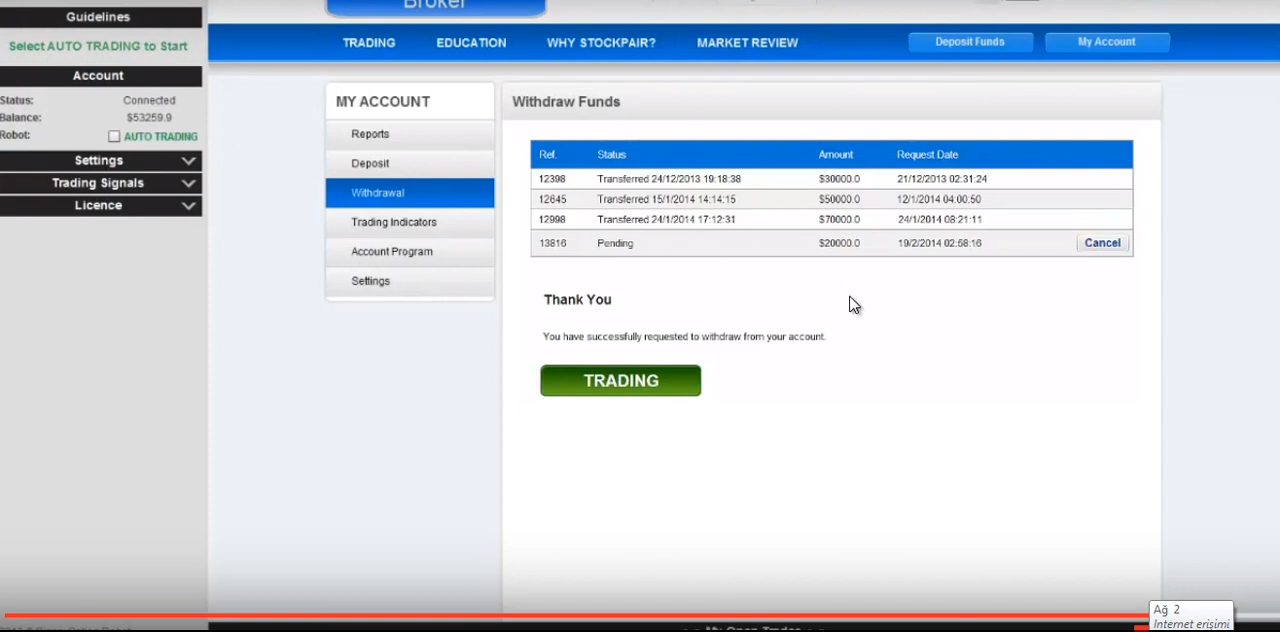 Guidelines
Select AUTO TRADING to Start
Account
Status: Connected
Balance: $53259.9
Robot: AUTO TRADING
Settings
Trading Signals
Licence
Broker
TRADING EDUCATION WHY STOCKPAIR? MARKET REVIEW Deposit Funds My Account
MY ACCOUNT
Reports
Deposit
Withdrawal
Trading Indicators
Account Program
Settings
Withdraw Funds
Ref. Status Amount Request Date
12398 Transferred 24/12/2013 19:18:38 $30000.0 21/12/2013 02:31:24
12645 Transferred 15/1/2014 14:14:15 $50000.0 12/1/2014 04:00:50
12998 Transferred 24/1/2014 17:12:31 $70000.0 24/1/2014 08:21:11
13816 Pending $20000.0 19/2/2014 02:58:16 Cancel
Thank You
You have successfully requested to withdraw from your account.
TRADING
My Open Trades
Ağ 2
Internet erişimi